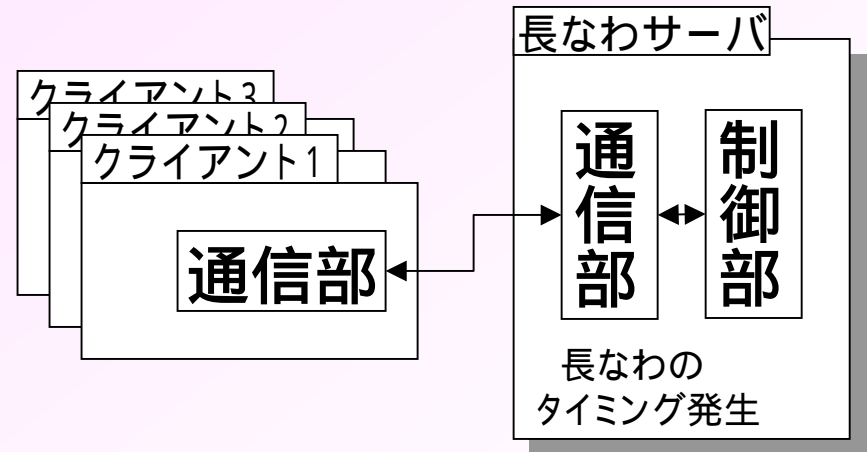 クライアント3
クライアント2
クライアント1
通信部
長なわサーバ
通信部
制御部
長なわの
タイミング発生